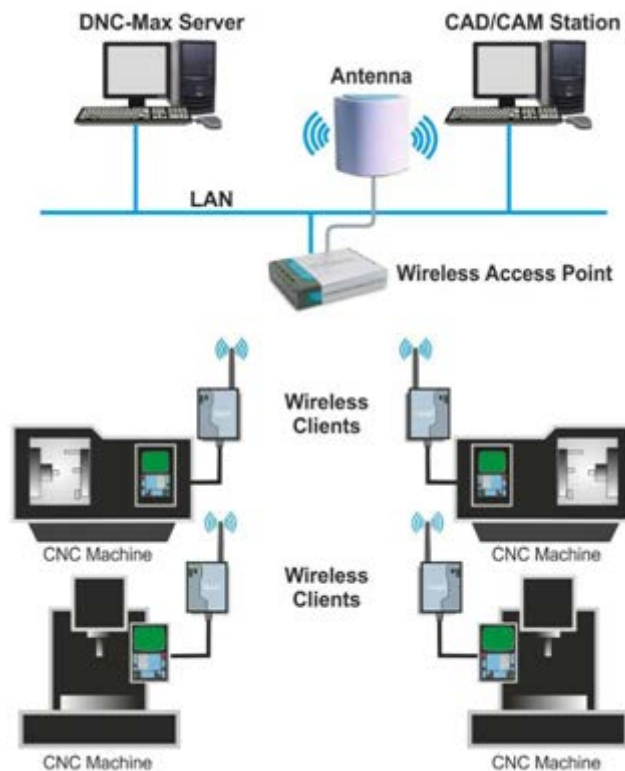 DNC-Max Server
CAD/CAM Station
Antenna
LAN
Wireless Access Point
Wireless
Clients
CNC Machine
CNC Machine
Wireless
Clients
CNC Machine
CNC Machine